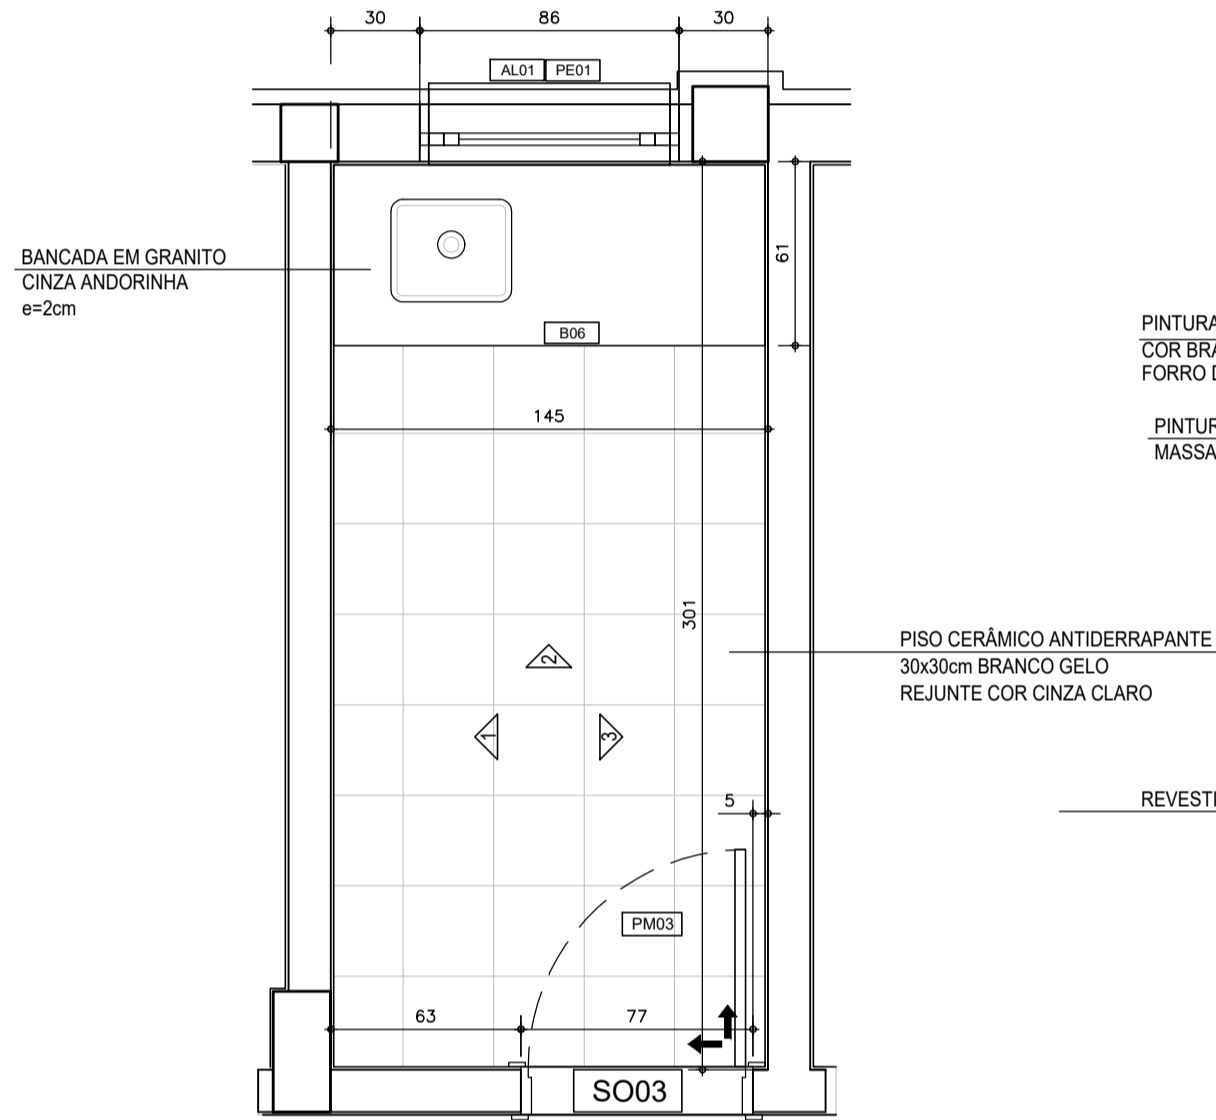 30 86 30
AL01 PE01
61
BANCADA EM GRANITO
CINZA ANDORINHA
e=2cm
B06
PINTURA
COR BRA
FORRO D
145
PINTUR
MASSA
301
PISO CERÂMICO ANTIDERRAPANTE
30x30cm BRANCO GELO
REJUNTE COR CINZA CLARO
2
1 3
5
REVESTI
PM03
63 77
SO03